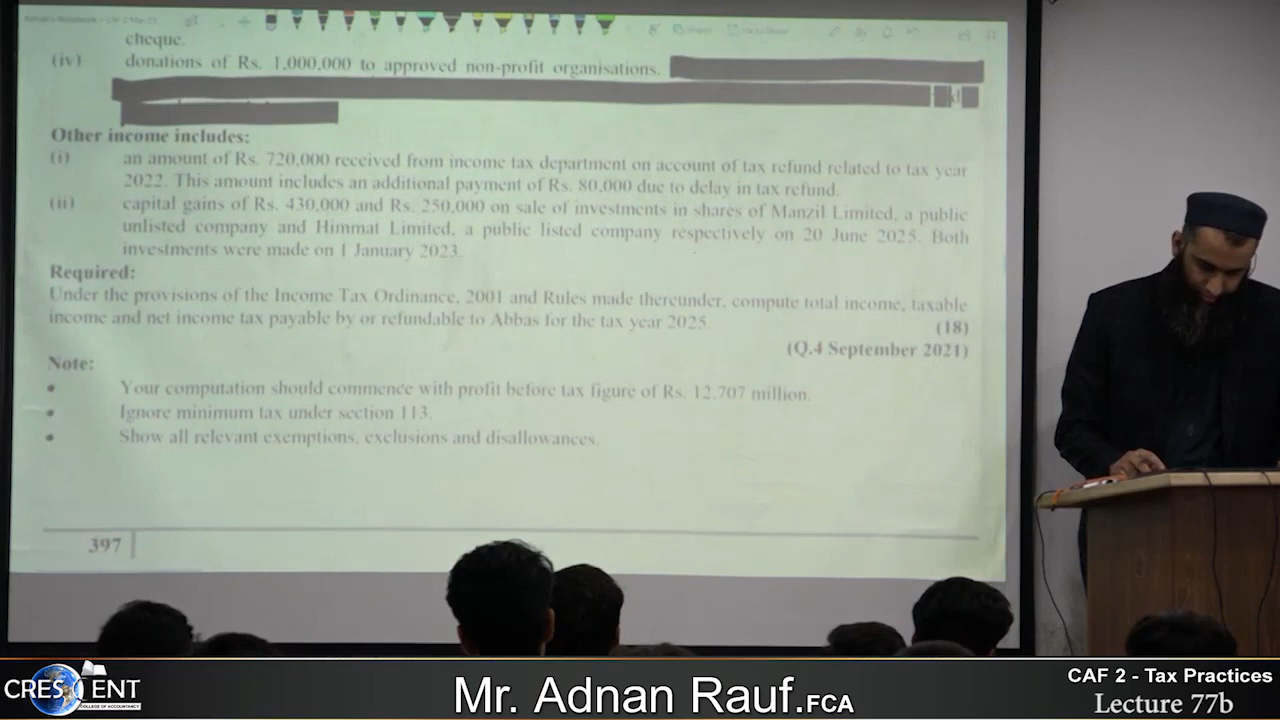 cheque.
(iv) donations of Rs. 1,000,000 to approved non-profit organisations.
Other income includes:
(i) an amount of Rs. 720,000 received from income tax department on account of tax refund related to tax year
2022. This amount includes an additional payment of Rs. 80,000 due to delay in tax refund.
(ii) capital gains of Rs. 430,000 and Rs. 250,000 on sale of investments in shares of Manzil Limited, a public
unlisted company and Himmat Limited, a public listed company respectively on 20 June 2025. Both
investments were made on 1 January 2023.
Required:
Under the provisions of the Income Tax Ordinance, 2001 and Rules made thereunder, compute total income, taxable
income and net income tax payable by or refundable to Abbas for the tax year 2025.
(18)
(Q.4 September 2021)
Note:
• Your computation should commence with profit before tax figure of Rs. 12.707 million.
• Ignore minimum tax under section 113.
• Show all relevant exemptions, exclusions and disallowances.
397
CRESCENT
COLLEGE OF ACCOUNTANCY
Mr. Adnan Rauf.FCA
CAF 2 - Tax Practices
Lecture 77b